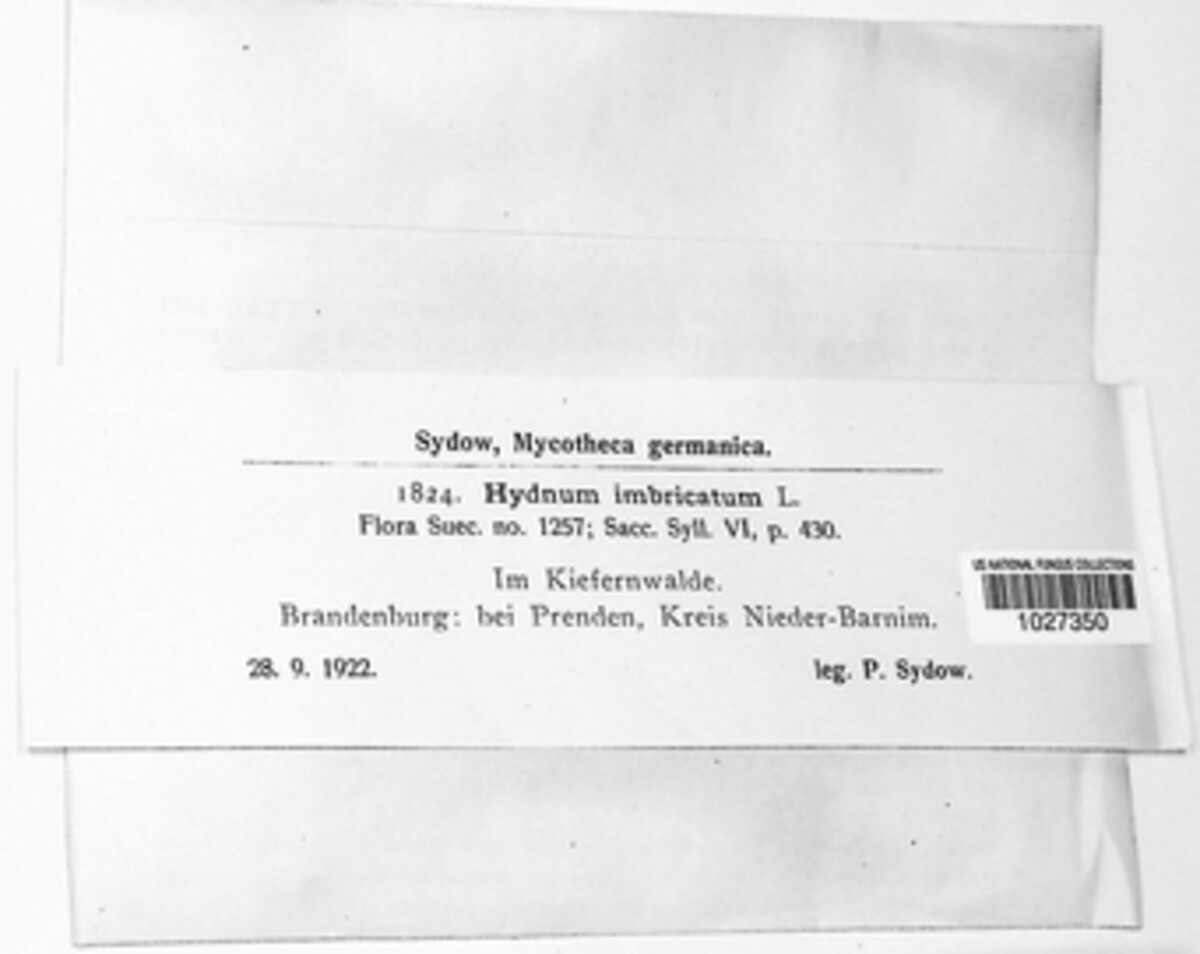 Sydow, Mycotheca germanica.
1824. Hydnum imbricatum L.
Flora Suec. no. 1257; Sacc. Syll. VI, p. 430.
Im Kiefernwalde.
Brandenburg: bei Prenden, Kreis Nieder-Barnim.
28. 9. 1922.
leg. P. Sydow.
US NATIONAL FUNGUS COLLECTIONS
1027350